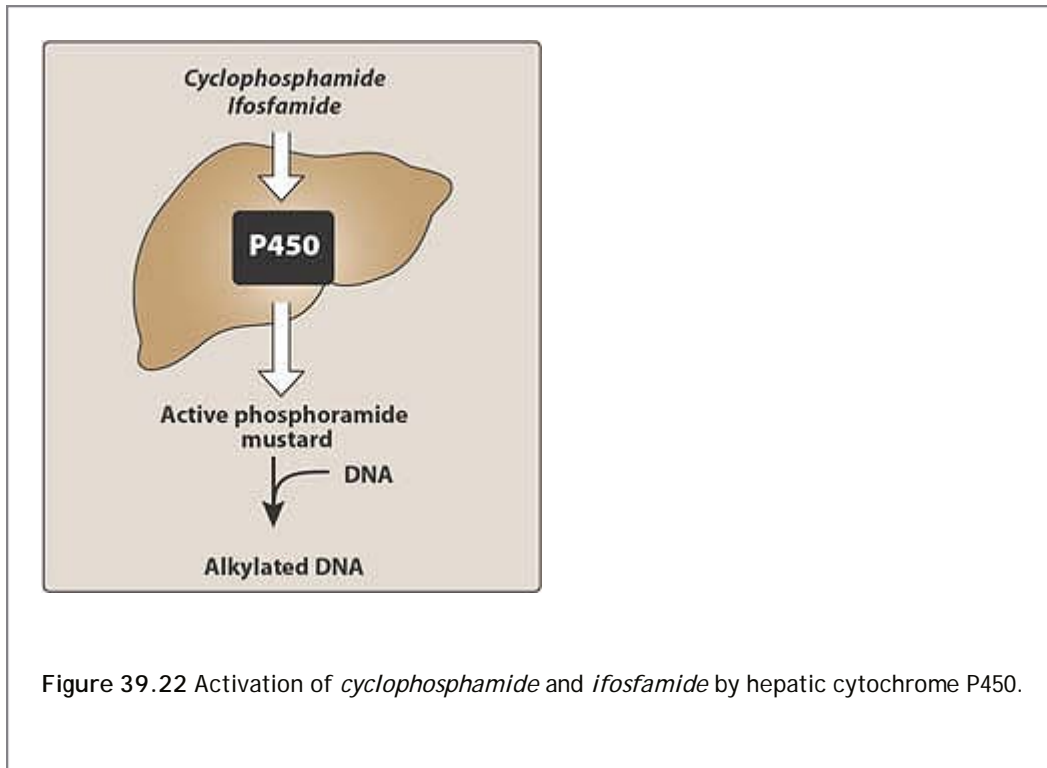 Cyclophosphamide
Ifosfamide
P450
Active phosphoramide
mustard
DNA
Alkylated DNA
Figure 39.22 Activation of cyclophosphamide and ifosfamide by hepatic cytochrome P450.